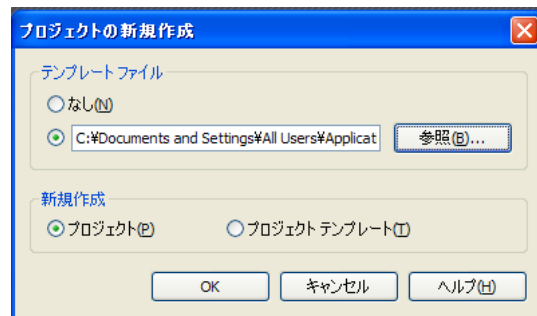 プロジェクトの新規作成
テンプレート ファイル
なし(N)
C:¥Documents and Settings¥All Users¥Applicat 参照(B)...
新規作成
プロジェクト(P) プロジェクト テンプレート(T)
OK キャンセル ヘルプ(H)